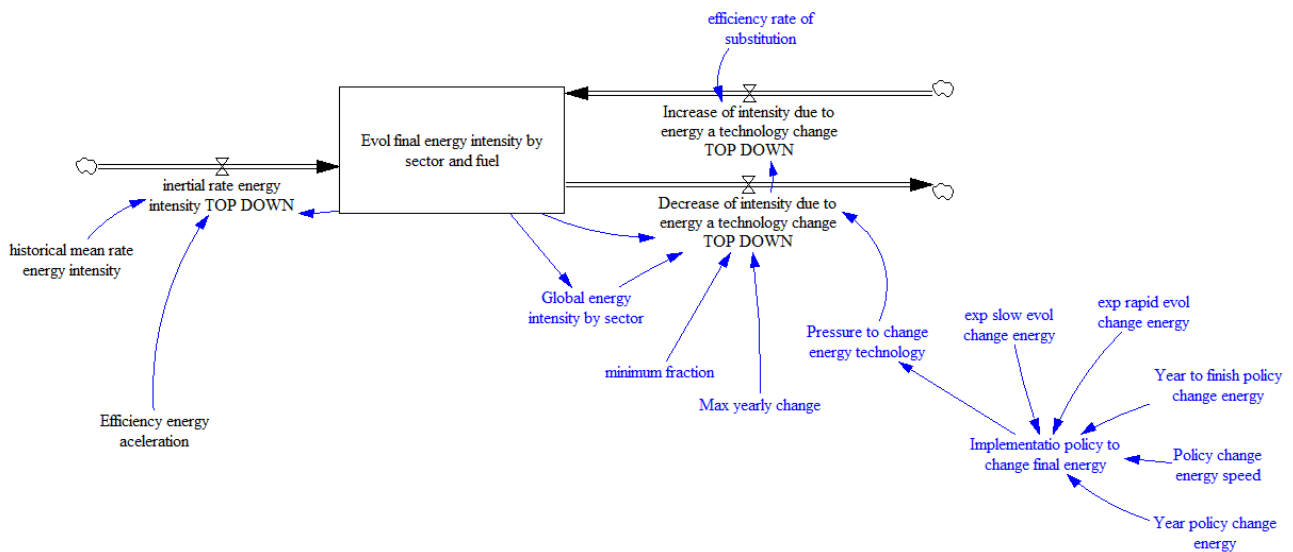 efficiency rate of
substitution
Increase of intensity due to
energy a technology change
TOP DOWN
Evol final energy intensity by
sector and fuel
inertial rate energy
intensity TOP DOWN
Decrease of intensity due to
energy a technology change
TOP DOWN
historical mean rate
energy intensity
Global energy
intensity by sector
minimum fraction
Max yearly change
Pressure to change
energy technology
exp slow evol
change energy
exp rapid evol
change energy
Year to finish policy
change energy
Efficiency energy
aceleration
Implementatio policy to
change final energy
Policy change
energy speed
Year policy change
energy